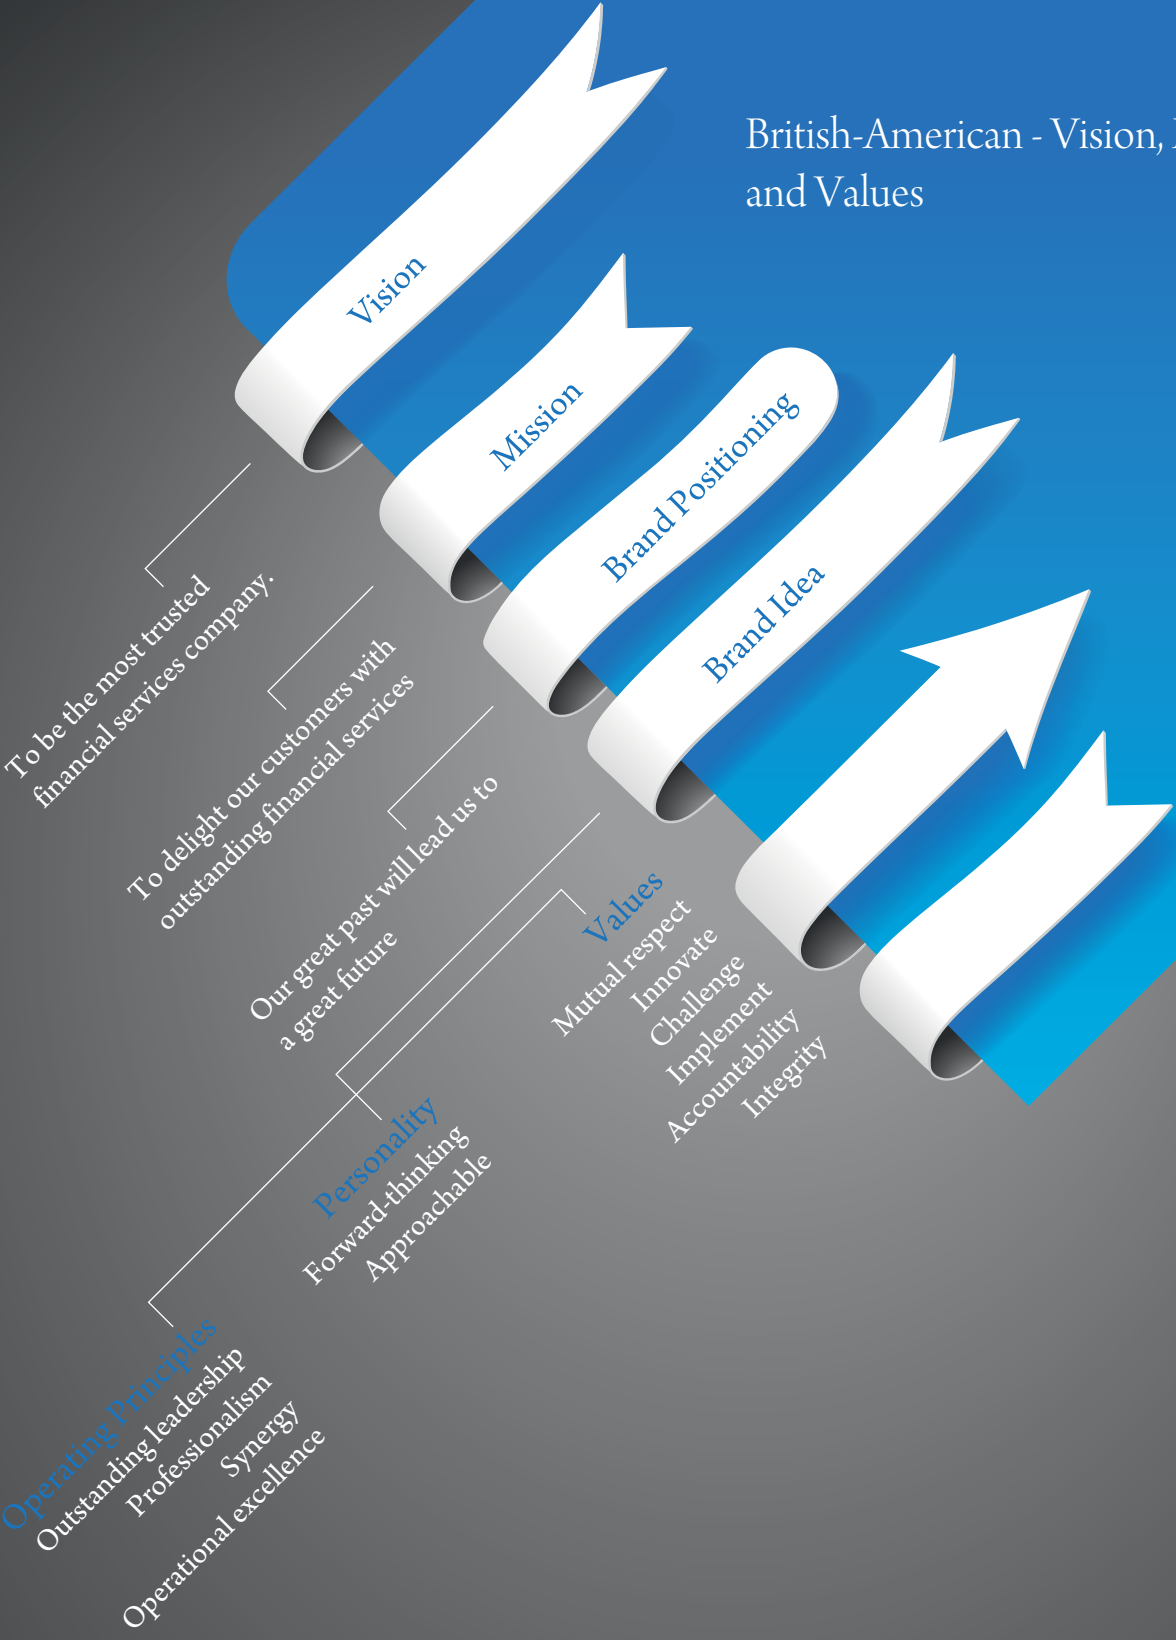 British-American - Vision,
and Values
Vision
Mission
Brand Positioning
Brand Idea
To be the most trusted
financial services company.
To delight our customers with
outstanding financial services
Our great past will lead us to
a great future
Values
Mutual respect
Innovate
Challenge
Implement
Accountability
Integrity
Personality
Forward-thinking
Approachable
Operating Principles
Outstanding leadership
Professionalism
Synergy
Operational excellence